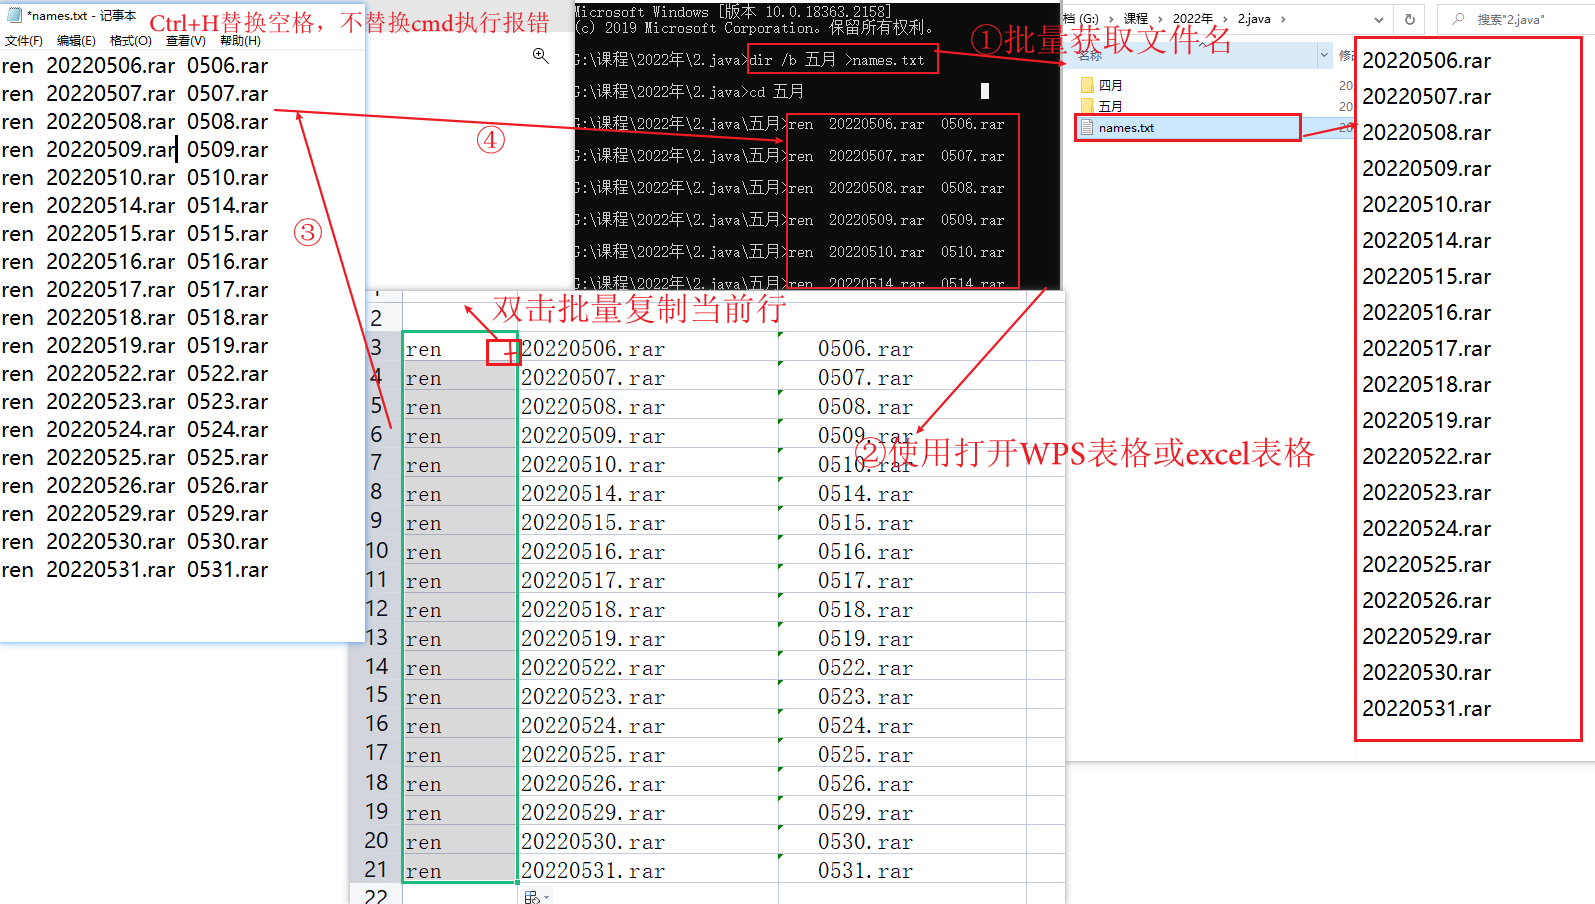 *names.txt - 记事本
Ctrl+H替换空格，不替换cmd执行报错
文件(F) 编辑(E) 格式(O) 查看(V) 帮助(H)
ren 20220506.rar 0506.rar
ren 20220507.rar 0507.rar
ren 20220508.rar 0508.rar
ren 20220509.rar 0509.rar
ren 20220510.rar 0510.rar
ren 20220514.rar 0514.rar
ren 20220515.rar 0515.rar
ren 20220516.rar 0516.rar
ren 20220517.rar 0517.rar
ren 20220518.rar 0518.rar
ren 20220519.rar 0519.rar
ren 20220522.rar 0522.rar
ren 20220523.rar 0523.rar
ren 20220524.rar 0524.rar
ren 20220525.rar 0525.rar
ren 20220526.rar 0526.rar
ren 20220529.rar 0529.rar
ren 20220530.rar 0530.rar
ren 20220531.rar 0531.rar
③
④
Microsoft Windows [版本 10.0.18363.2158]
(c) 2019 Microsoft Corporation。保留所有权利。
G:\课程\2022年\2.java>dir /b 五月 >names.txt
G:\课程\2022年\2.java>cd 五月
G:\课程\2022年\2.java\五月>ren 20220506.rar 0506.rar
G:\课程\2022年\2.java\五月>ren 20220507.rar 0507.rar
G:\课程\2022年\2.java\五月>ren 20220508.rar 0508.rar
G:\课程\2022年\2.java\五月>ren 20220509.rar 0509.rar
G:\课程\2022年\2.java\五月>ren 20220510.rar 0510.rar
G:\课程\2022年\2.java\五月>ren 20220514.rar 0514.rar
档 (G:) › 课程 › 2022年 › 2.java ›
搜索"2.java"
①批量获取文件名
名称
修改
四月
20
五月
20
names.txt
20220506.rar
20220507.rar
20220508.rar
20220509.rar
20220510.rar
20220514.rar
20220515.rar
20220516.rar
20220517.rar
20220518.rar
20220519.rar
20220522.rar
20220523.rar
20220524.rar
20220525.rar
20220526.rar
20220529.rar
20220530.rar
20220531.rar
双击批量复制当前行
②使用打开WPS表格或excel表格
2
3 ren 20220506.rar 0506.rar
4 ren 20220507.rar 0507.rar
5 ren 20220508.rar 0508.rar
6 ren 20220509.rar 0509.rar
7 ren 20220510.rar 0510.rar
8 ren 20220514.rar 0514.rar
9 ren 20220515.rar 0515.rar
10 ren 20220516.rar 0516.rar
11 ren 20220517.rar 0517.rar
12 ren 20220518.rar 0518.rar
13 ren 20220519.rar 0519.rar
14 ren 20220522.rar 0522.rar
15 ren 20220523.rar 0523.rar
16 ren 20220524.rar 0524.rar
17 ren 20220525.rar 0525.rar
18 ren 20220526.rar 0526.rar
19 ren 20220529.rar 0529.rar
20 ren 20220530.rar 0530.rar
21 ren 20220531.rar 0531.rar
22